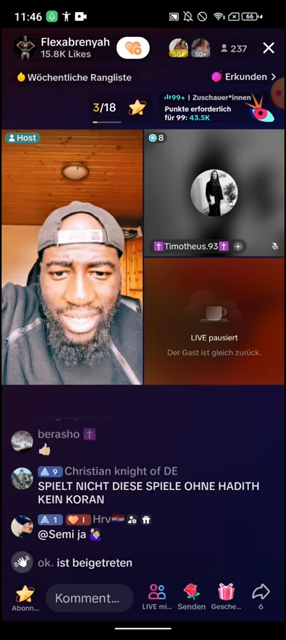 11:46
66
Flexabrenyah
15.8K Likes
237
Wöchentliche Rangliste
Erkunden >
3/18
99+ | Zuschauer*innen
Punkte erforderlich
für 99: 43.5K
Host
8
✝️Timotheus.93✝️ +
LIVE pausiert
Der Gast ist gleich zurück.
berasho ✝️
👍🏻
9 Christian knight of DE
SPIELT NICHT DIESE SPIELE OHNE HADITH
KEIN KORAN
1 I Hrv🇭🇷
@Semi ja 🙋🏻‍♀️
ok. ist beigetreten
Kommentar...
Abonn... LIVE mi... Senden Gesche... 6